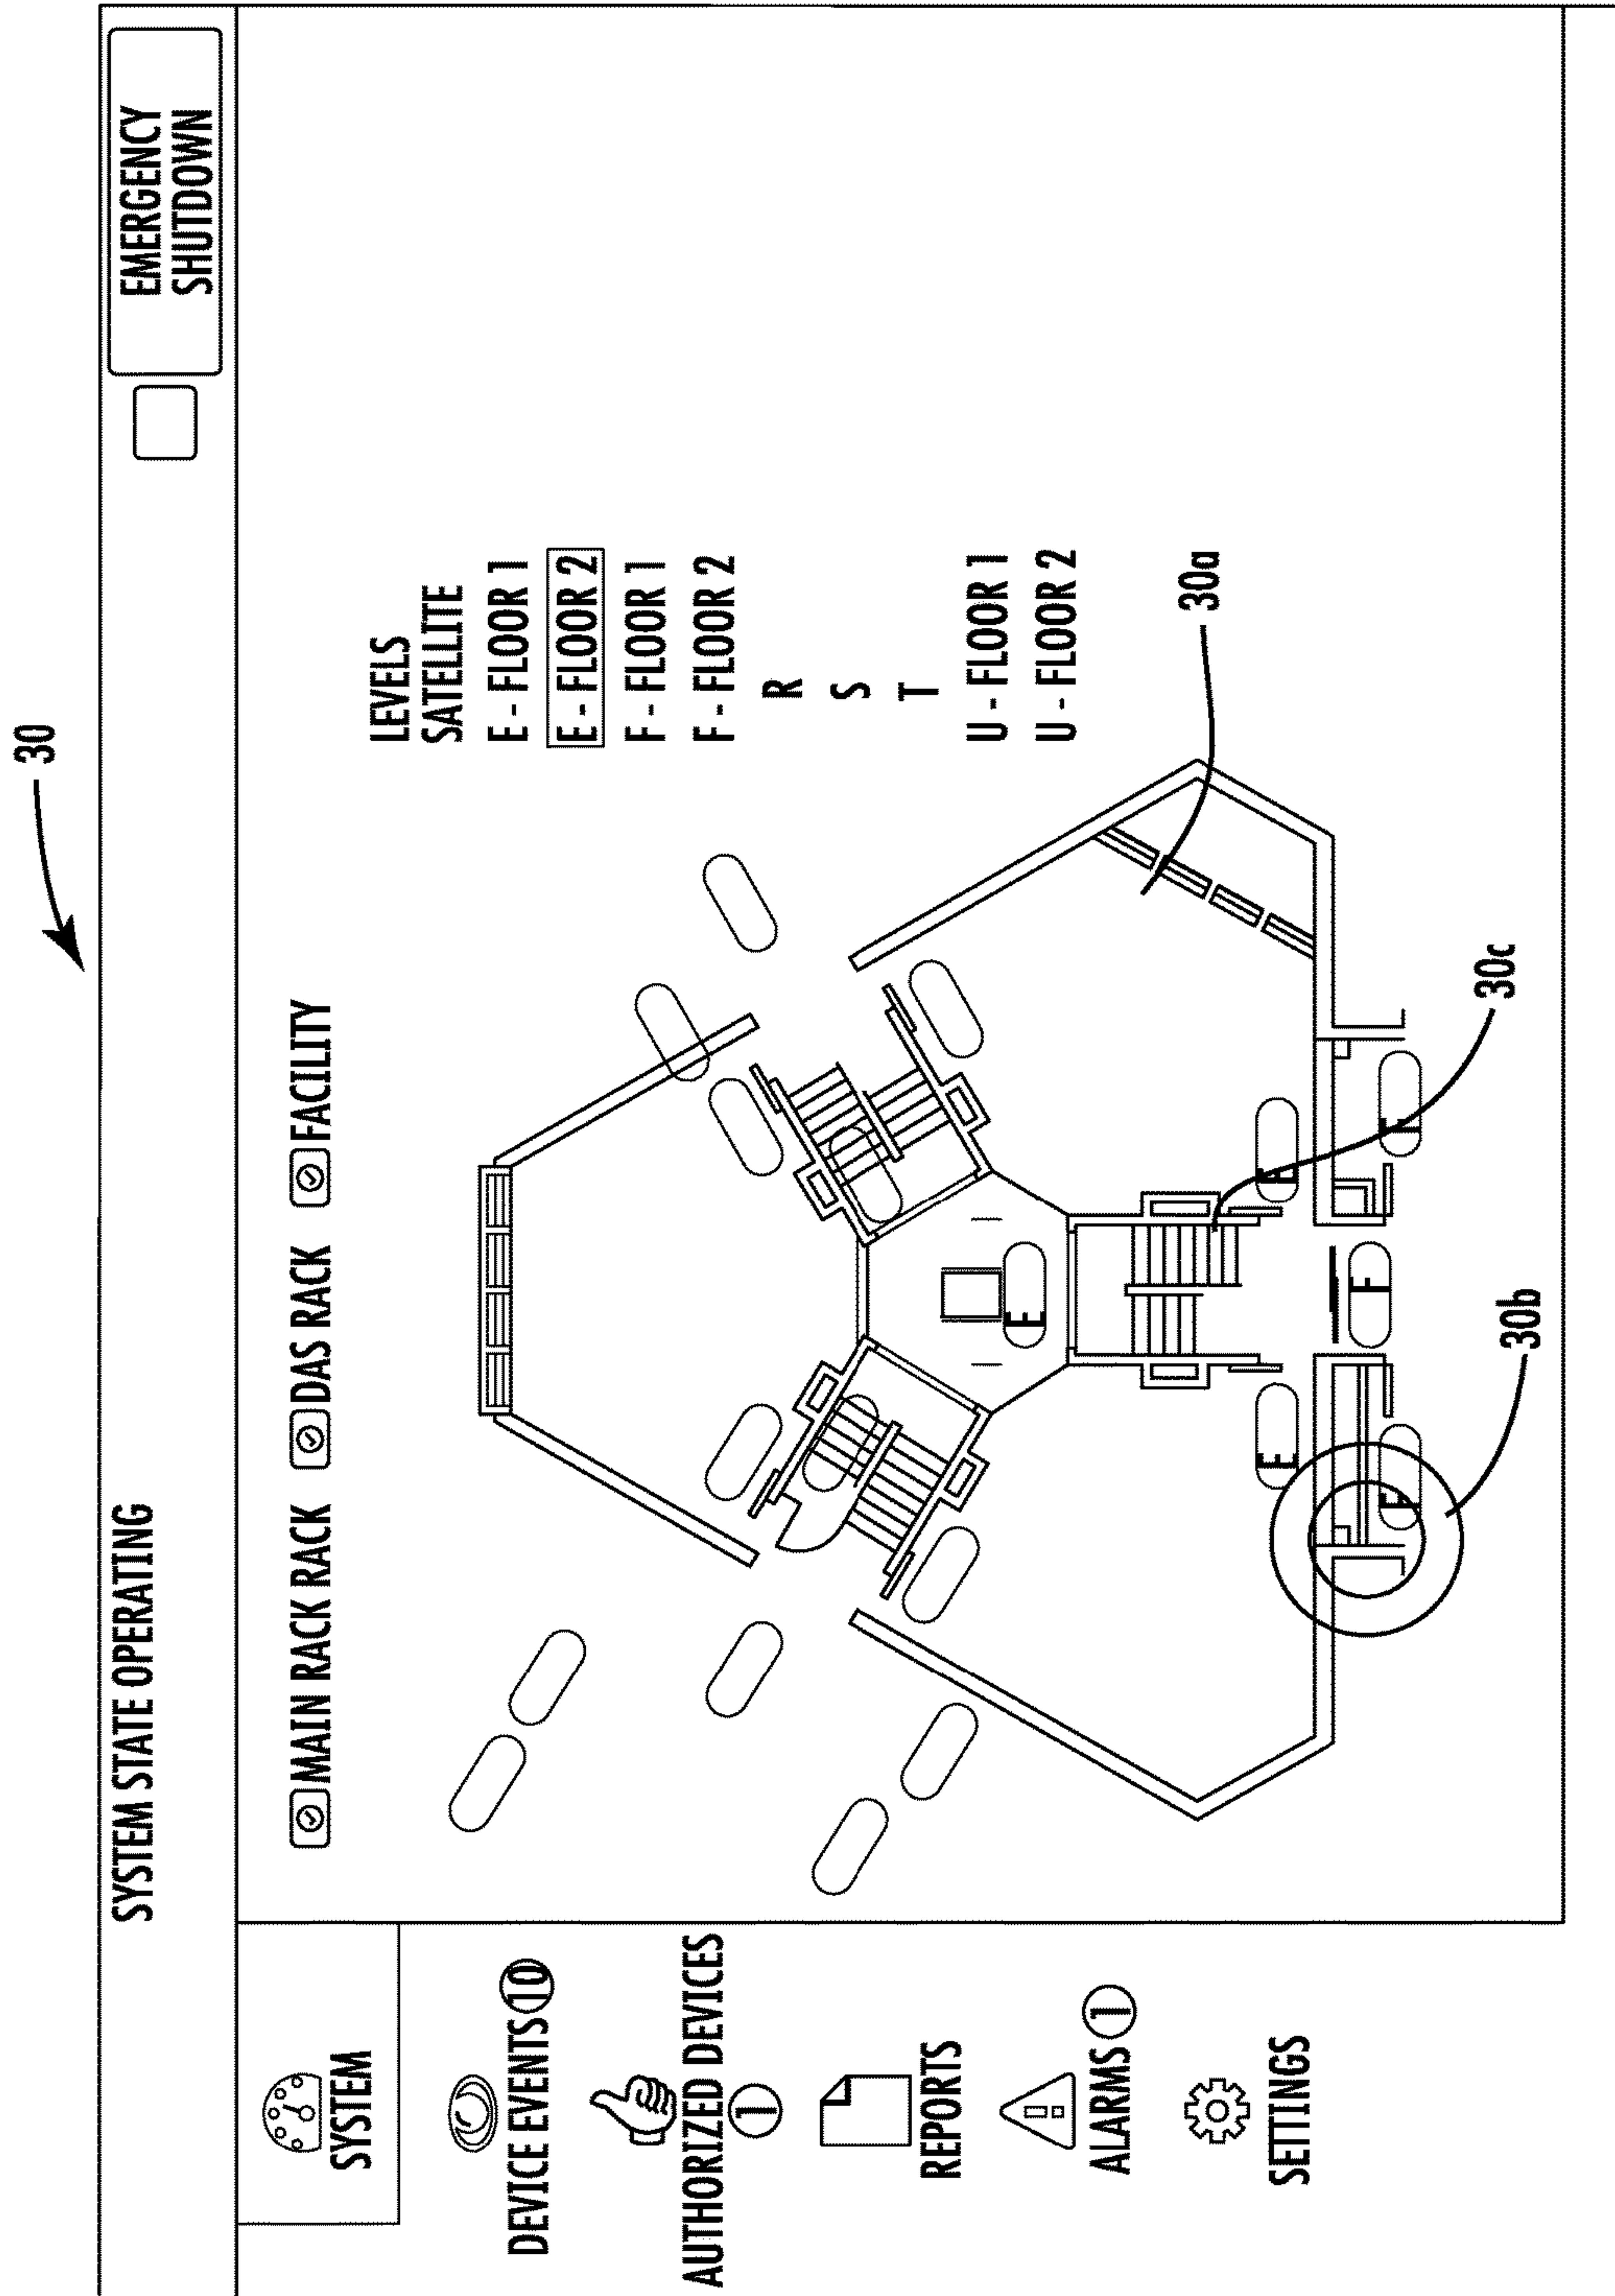 30
SYSTEM STATE OPERATING
EMERGENCY
SHUTDOWN
SYSTEM
DEVICE EVENTS 10
AUTHORIZED DEVICES
1
REPORTS
ALARMS 1
SETTINGS
MAIN RACK RACK
DAS RACK
FACILITY
LEVELS
SATELLITE
E - FLOOR 1
E - FLOOR 2
F - FLOOR 1
F - FLOOR 2
R
S
T
U - FLOOR 1
U - FLOOR 2
E
E
E
F
F
F
30a
30b
30c